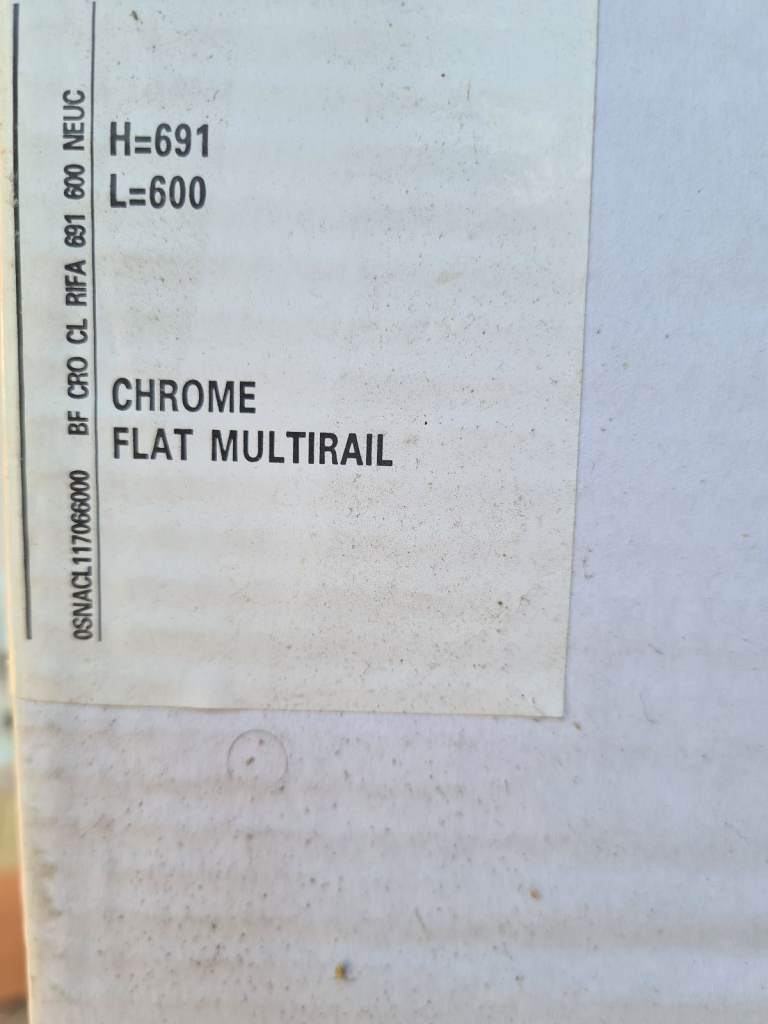 H=691
L=600
CHROME
FLAT MULTIRAIL
0SNACL117066000 BF CRO CL RIFA 691 600 NEUC